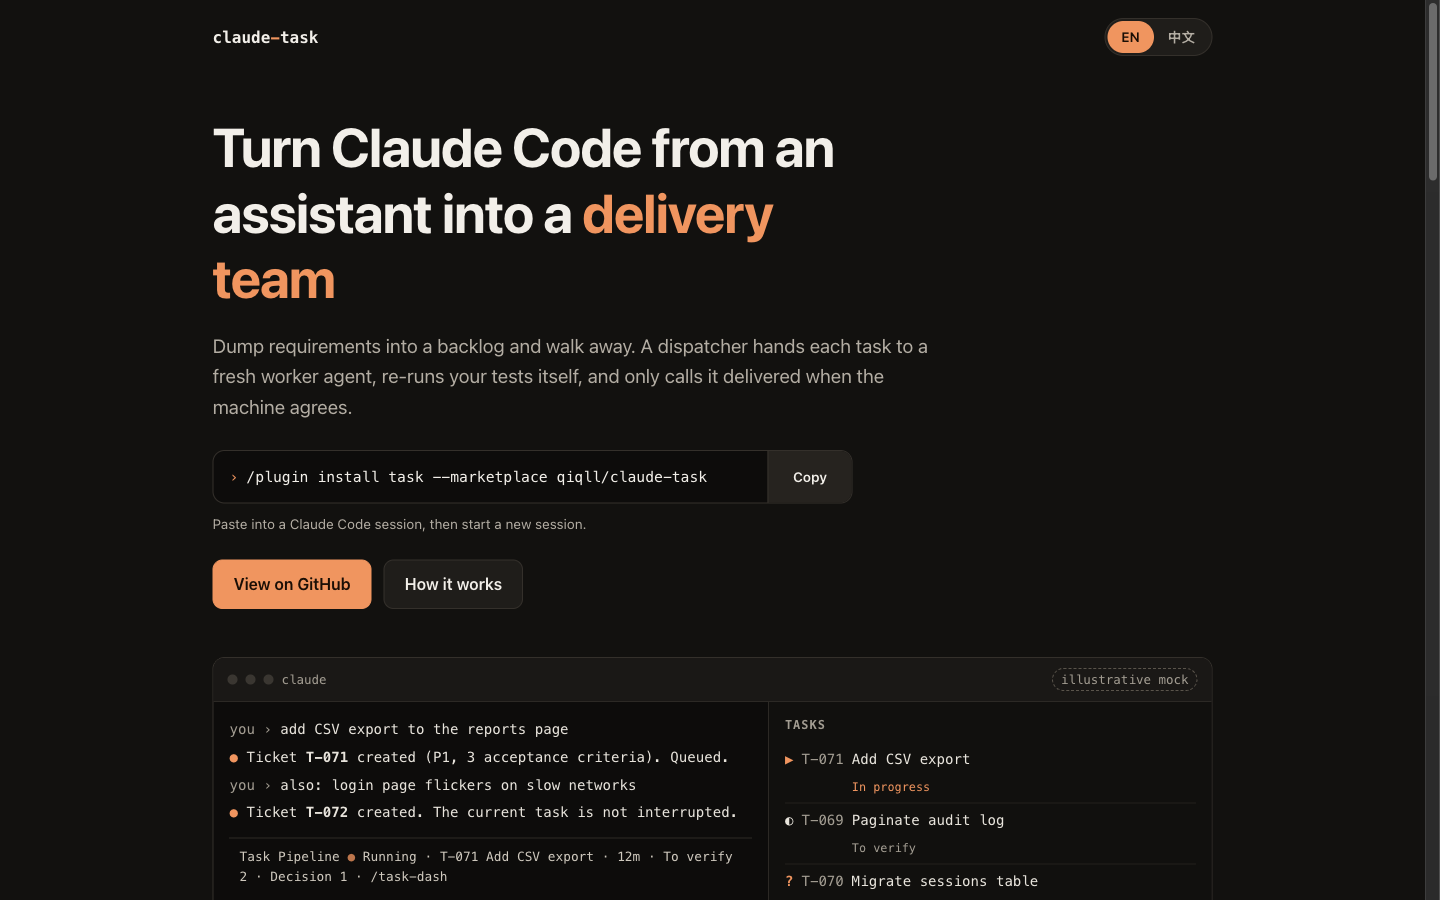 claude-task
EN 中文
Turn Claude Code from an
assistant into a delivery
team
Dump requirements into a backlog and walk away. A dispatcher hands each task to a
fresh worker agent, re-runs your tests itself, and only calls it delivered when the
machine agrees.
› /plugin install task --marketplace qiqll/claude-task
Copy
Paste into a Claude Code session, then start a new session.
View on GitHub
How it works
claude
illustrative mock
you › add CSV export to the reports page
● Ticket T-071 created (P1, 3 acceptance criteria). Queued.
you › also: login page flickers on slow networks
● Ticket T-072 created. The current task is not interrupted.
Task Pipeline ● Running · T-071 Add CSV export · 12m · To verify
2 · Decision 1 · /task-dash
TASKS
▶ T-071 Add CSV export
In progress
◐ T-069 Paginate audit log
To verify
? T-070 Migrate sessions table